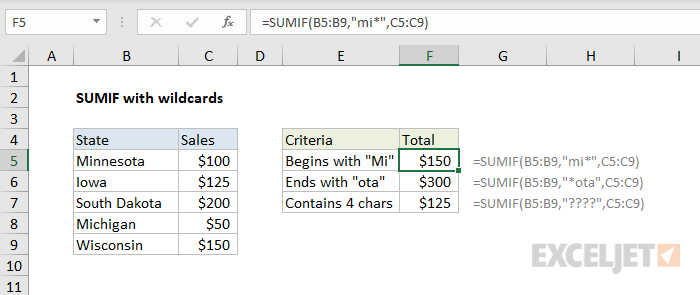 F5 fx =SUMIF(B5:B9,"mi*",C5:C9)
A B C D E F G H I
1
2 SUMIF with wildcards
3
4 State Sales Criteria Total
5 Minnesota $100 Begins with "Mi" $150 =SUMIF(B5:B9,"mi*",C5:C9)
6 Iowa $125 Ends with "ota" $300 =SUMIF(B5:B9,"*ota",C5:C9)
7 South Dakota $200 Contains 4 chars $125 =SUMIF(B5:B9,"????",C5:C9)
8 Michigan $50
9 Wisconsin $150
10
11
EXCELJET